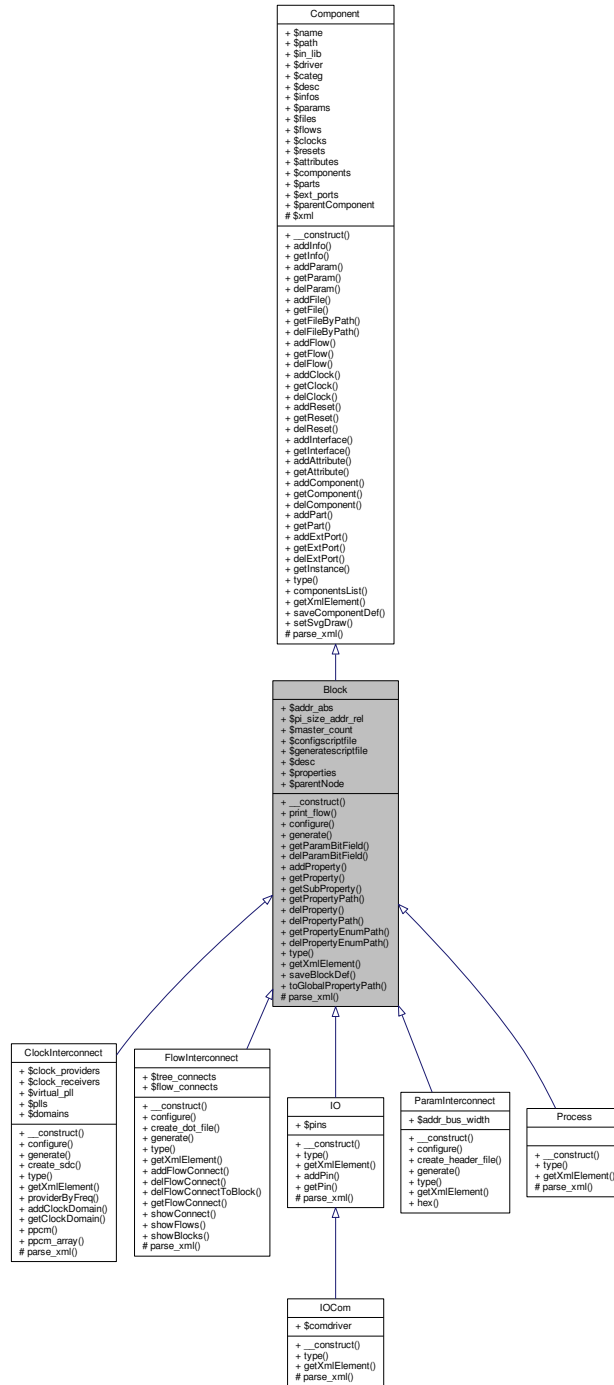 Component
+ $name
+ $path
+ $in_lib
+ $driver
+ $categ
+ $desc
+ $infos
+ $params
+ $files
+ $flows
+ $clocks
+ $resets
+ $attributes
+ $components
+ $parts
+ $ext_ports
+ $parentComponent
# $xml
+ __construct()
+ addInfo()
+ getInfo()
+ addParam()
+ getParam()
+ delParam()
+ addFile()
+ getFile()
+ getFileByPath()
+ delFileByPath()
+ addFlow()
+ getFlow()
+ delFlow()
+ addClock()
+ getClock()
+ delClock()
+ addReset()
+ getReset()
+ delReset()
+ addInterface()
+ getInterface()
+ addAttribute()
+ getAttribute()
+ addComponent()
+ getComponent()
+ delComponent()
+ addPart()
+ getPart()
+ addExtPort()
+ getExtPort()
+ delExtPort()
+ getInstance()
+ type()
+ componentsList()
+ getXmlElement()
+ saveComponentDef()
+ setSvgDraw()
# parse_xml()
Block
+ $addr_abs
+ $pi_size_addr_rel
+ $master_count
+ $configscriptfile
+ $generatescriptfile
+ $desc
+ $properties
+ $parentNode
+ __construct()
+ print_flow()
+ configure()
+ generate()
+ getParamBitField()
+ delParamBitField()
+ addProperty()
+ getProperty()
+ getSubProperty()
+ getPropertyPath()
+ delProperty()
+ delPropertyPath()
+ getPropertyEnumPath()
+ delPropertyEnumPath()
+ type()
+ getXmlElement()
+ saveBlockDef()
+ toGlobalPropertyPath()
# parse_xml()
ClockInterconnect
+ $clock_providers
+ $clock_receivers
+ $virtual_pll
+ $plls
+ $domains
+ __construct()
+ configure()
+ generate()
+ create_sdc()
+ type()
+ getXmlElement()
+ providerByFreq()
+ addClockDomain()
+ getClockDomain()
+ ppcm()
+ ppcm_array()
# parse_xml()
FlowInterconnect
+ $tree_connects
+ $flow_connects
+ __construct()
+ configure()
+ create_dot_file()
+ generate()
+ type()
+ getXmlElement()
+ addFlowConnect()
+ delFlowConnect()
+ delFlowConnectToBlock()
+ getFlowConnect()
+ showConnect()
+ showFlows()
+ showBlocks()
# parse_xml()
IO
+ $pins
+ __construct()
+ type()
+ getXmlElement()
+ addPin()
+ getPin()
# parse_xml()
ParamInterconnect
+ $addr_bus_width
+ __construct()
+ configure()
+ create_header_file()
+ generate()
+ type()
+ getXmlElement()
+ hex()
Process
+ __construct()
+ type()
+ getXmlElement()
# parse_xml()
IOCom
+ $comdriver
+ __construct()
+ type()
+ getXmlElement()
# parse_xml()